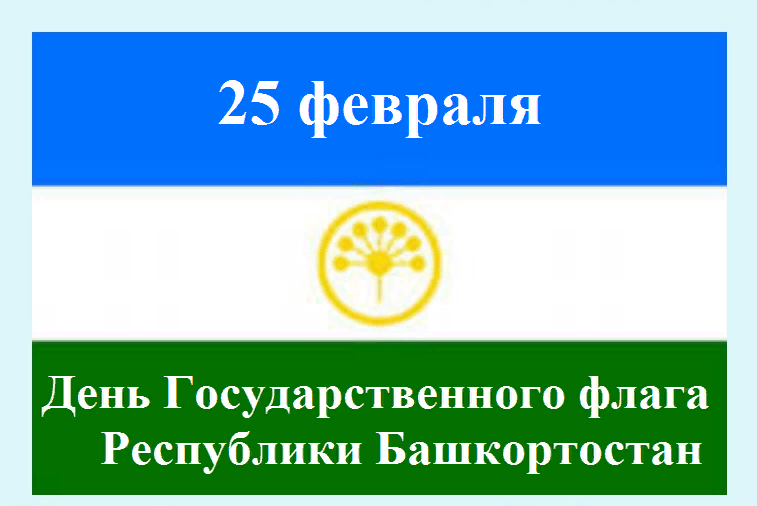 25 февраля
День Государственного флага
Республики Башкортостан